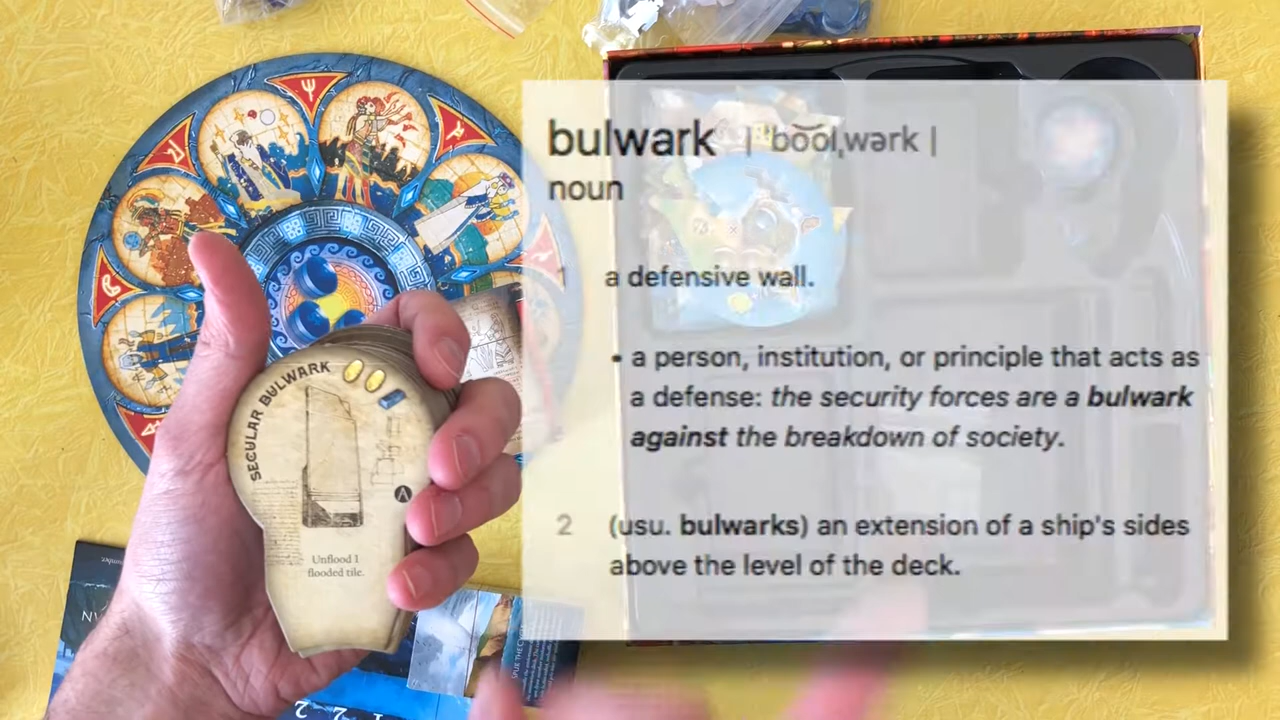 bulwark | ˈbo͝olˌwərk |
noun
1 a defensive wall.
• a person, institution, or principle that acts as
a defense: the security forces are a bulwark
against the breakdown of society.
2 (usu. bulwarks) an extension of a ship's sides
above the level of the deck.
SECULAR BULWARK
Unflood 1
flooded tile.